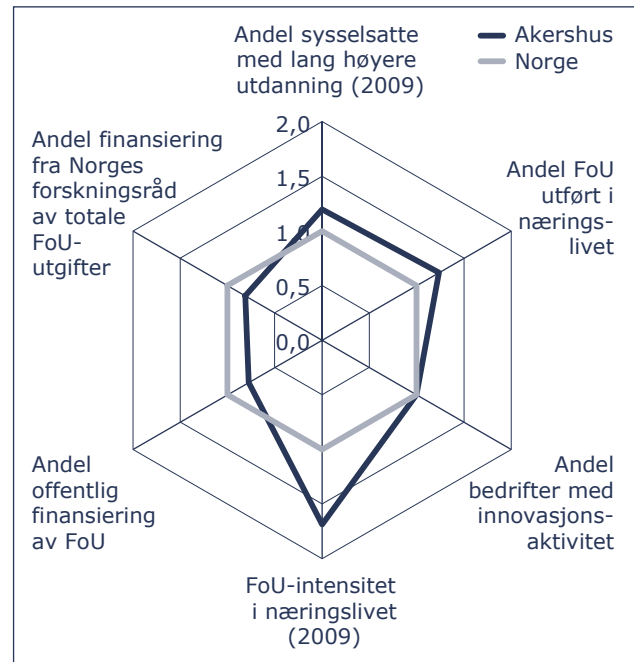 Andel sysselsatte
med lang høyere
utdanning (2009)
Akershus
Norge
Andel finansiering
fra Norges
forskningsråd
av totale
FoU-
utgifter
2,0
1,5
1,0
0,5
0,0
Andel FoU
utført i
nærings-
livet
Andel
offentlig
finansiering
av FoU
Andel
bedrifter med
innovasjons-
aktivitet
FoU-intensitet
i næringslivet
(2009)